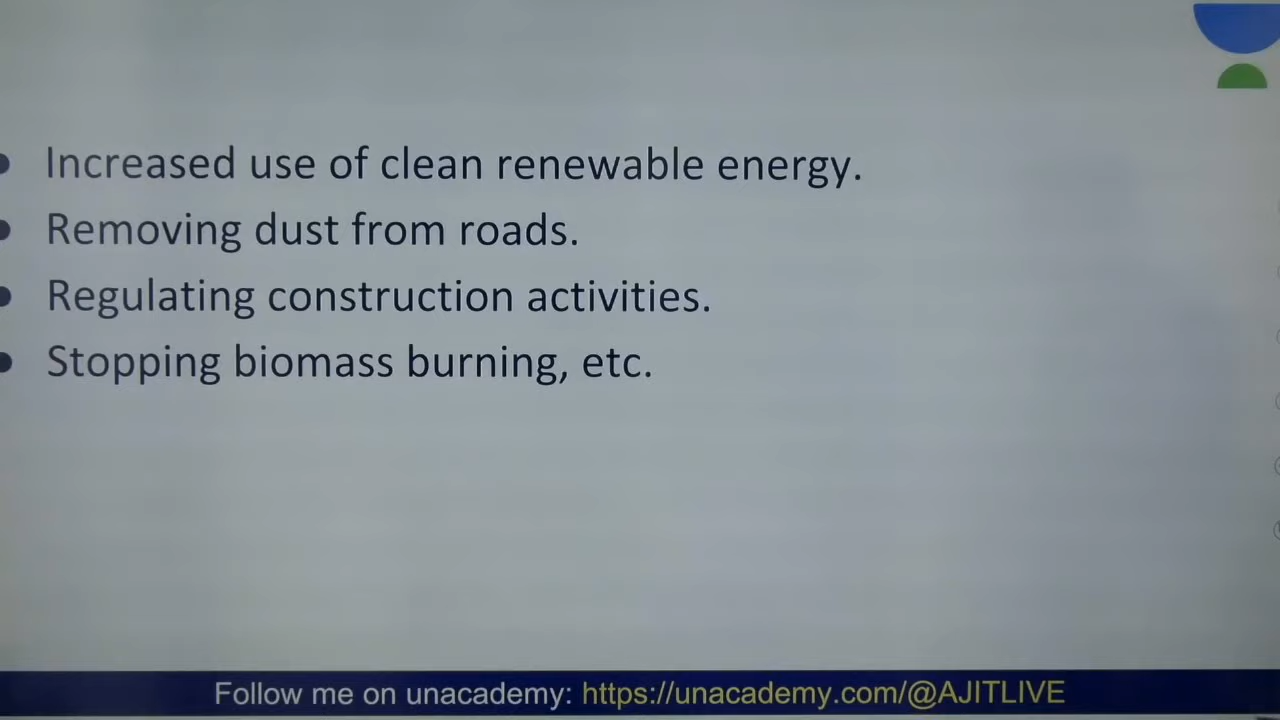 • Increased use of clean renewable energy.
• Removing dust from roads.
• Regulating construction activities.
• Stopping biomass burning, etc.
Follow me on unacademy: https://unacademy.com/@AJITLIVE